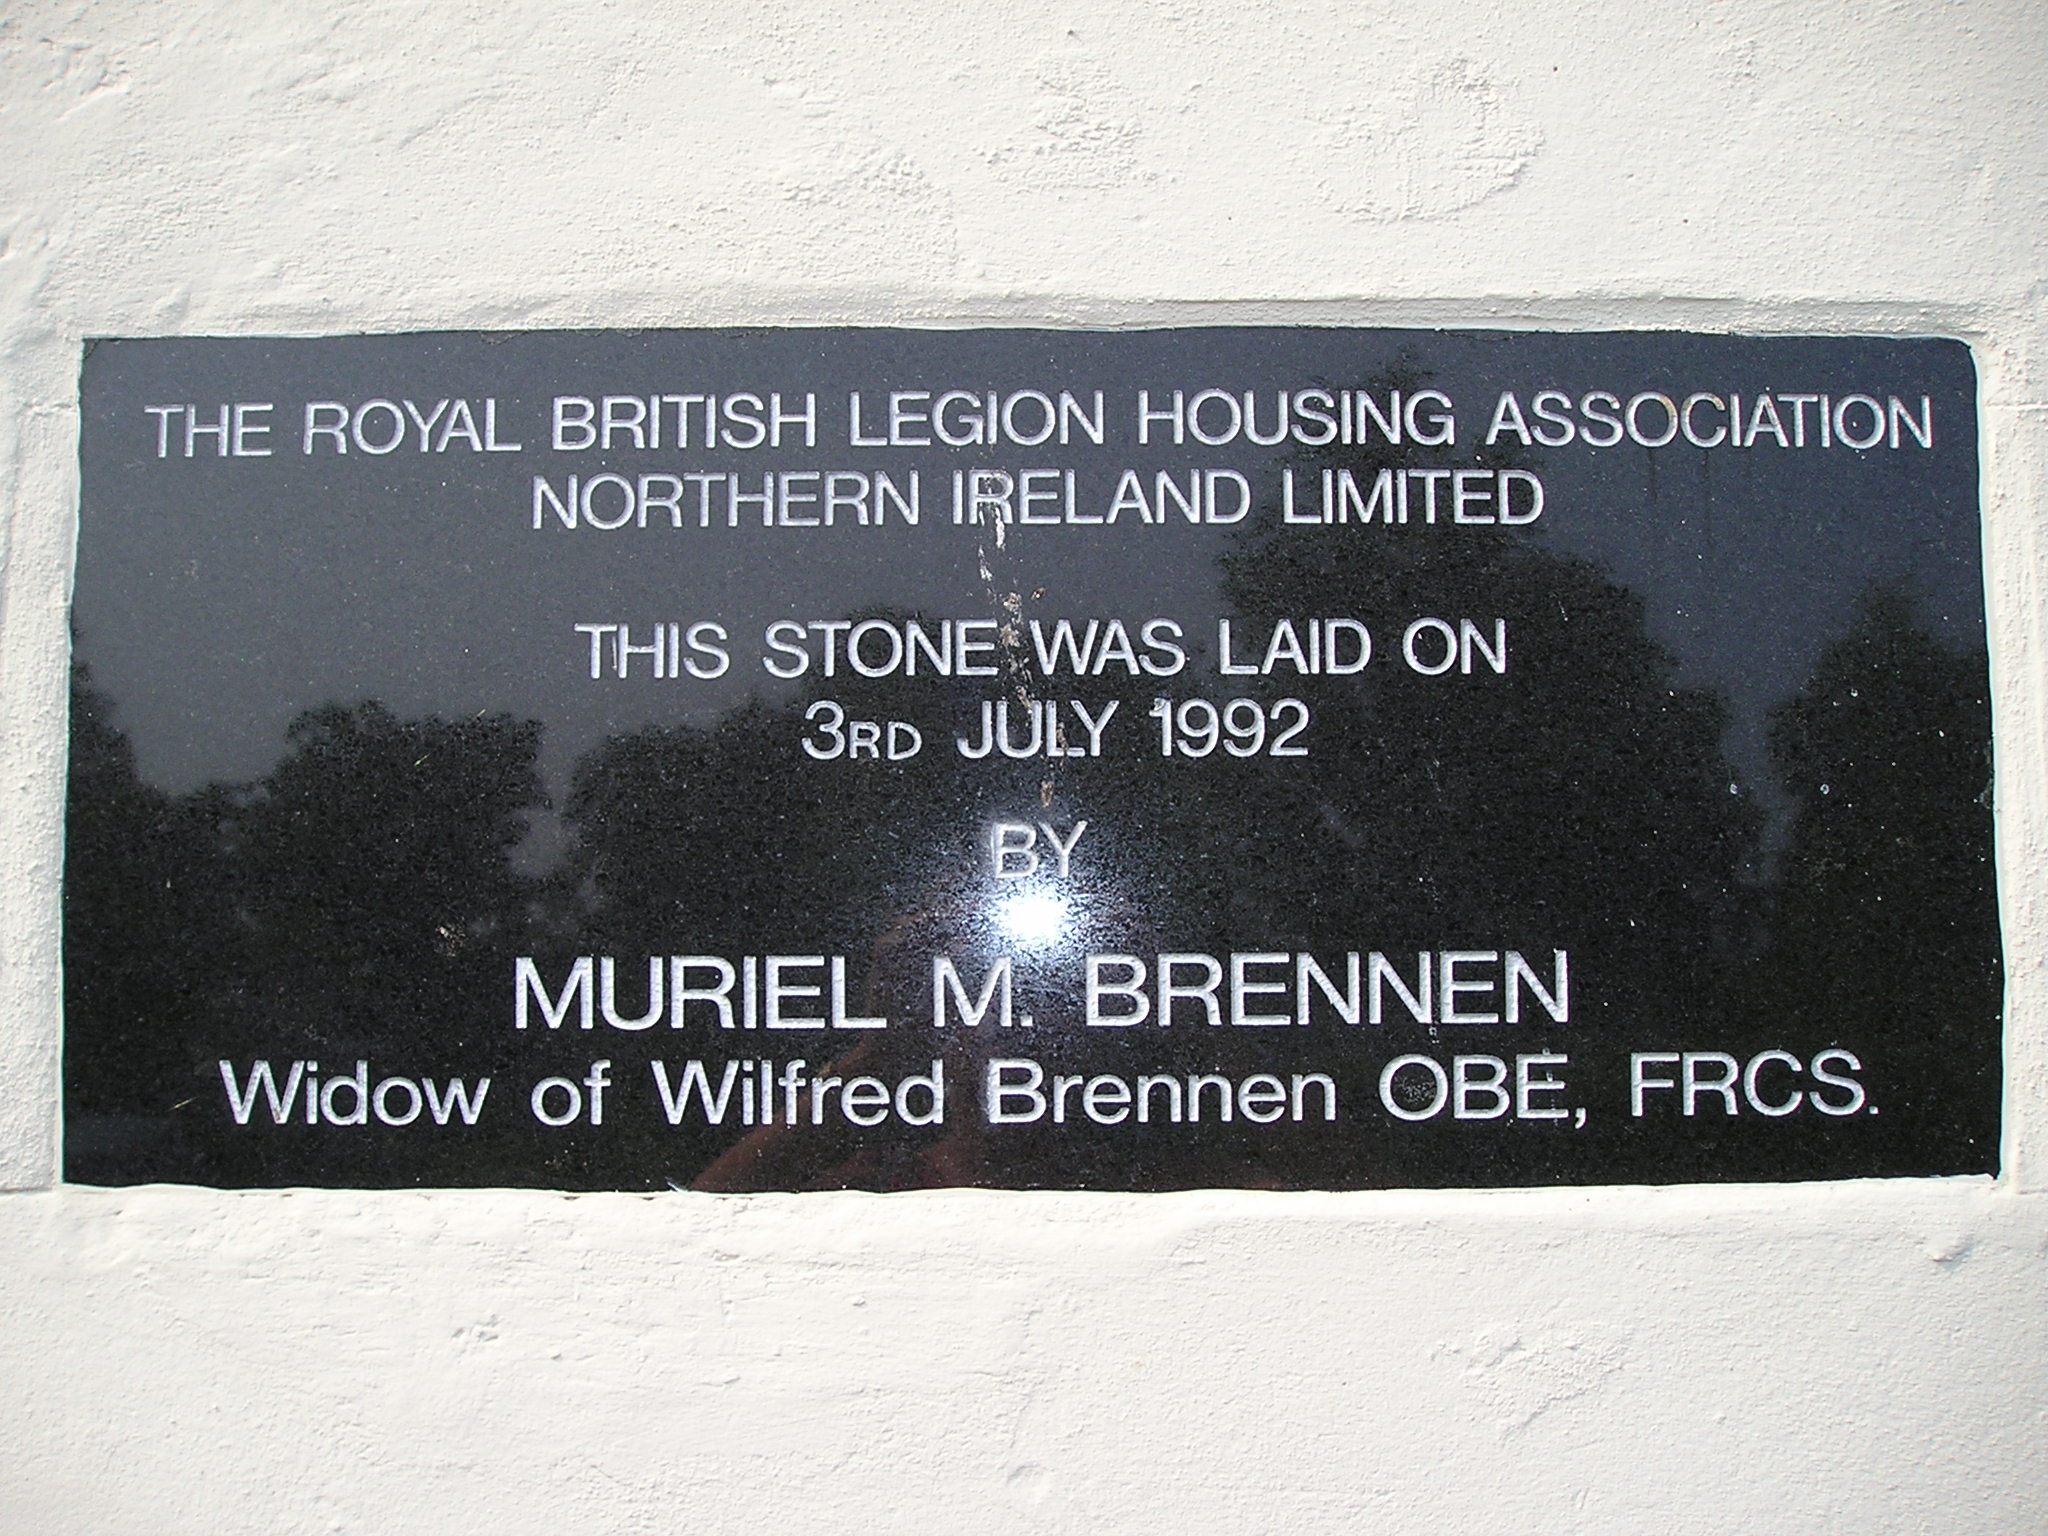 THE ROYAL BRITISH LEGION HOUSING ASSOCIATION
NORTHERN IRELAND LIMITED
THIS STONE WAS LAID ON
3RD JULY 1992
BY
MURIEL M. BRENNEN
Widow of Wilfred Brennen OBE, FRCS.